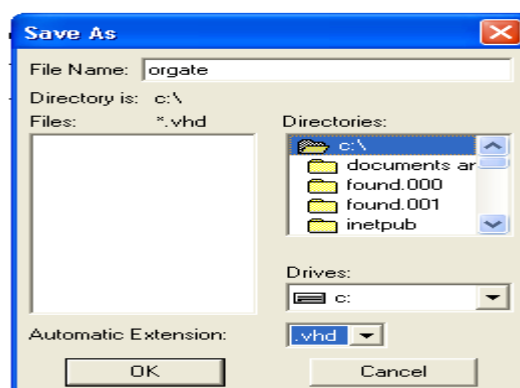 Save As
File Name: orgate
Directory is: c:\
Files: *.vhd
Directories:
c:\
documents ar
found.000
found.001
inetpub
Drives:
c:
Automatic Extension: .vhd
OK Cancel